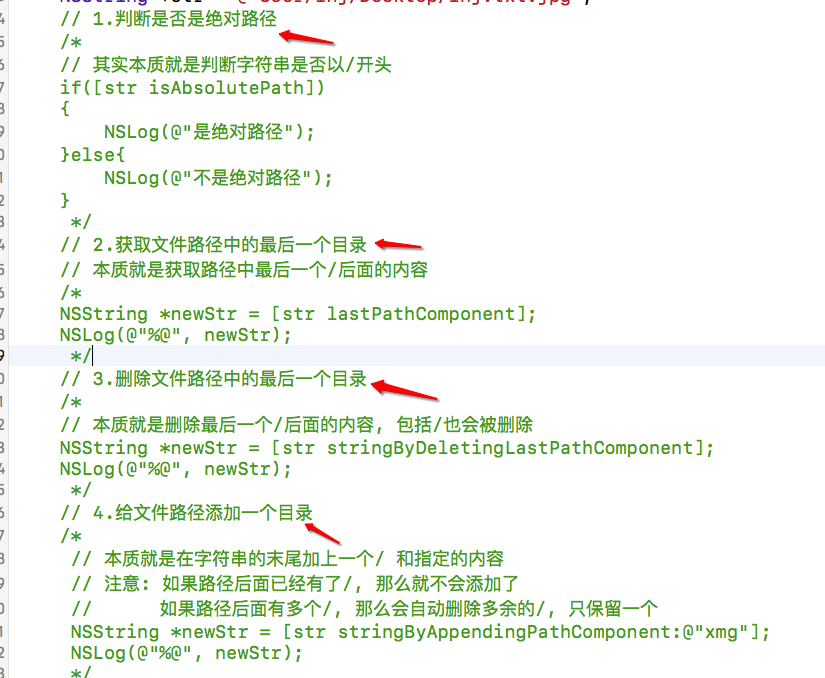 // 1.判断是否是绝对路径
/*
// 其实本质就是判断字符串是否以/开头
if([str isAbsolutePath])
{
NSLog(@"是绝对路径");
}else{
NSLog(@"不是绝对路径");
}
*/
// 2.获取文件路径中的最后一个目录
// 本质就是获取路径中最后一个/后面的内容
/*
NSString *newStr = [str lastPathComponent];
NSLog(@"%@", newStr);
*/
// 3.删除文件路径中的最后一个目录
/*
// 本质就是删除最后一个/后面的内容, 包括/也会被删除
NSString *newStr = [str stringByDeletingLastPathComponent];
NSLog(@"%@", newStr);
*/
// 4.给文件路径添加一个目录
/*
// 本质就是在字符串的末尾加上一个/ 和指定的内容
// 注意: 如果路径后面已经有了/, 那么就不会添加了
// 如果路径后面有多个/, 那么会自动删除多余的/, 只保留一个
NSString *newStr = [str stringByAppendingPathComponent:@"xmg"];
NSLog(@"%@", newStr);
*/